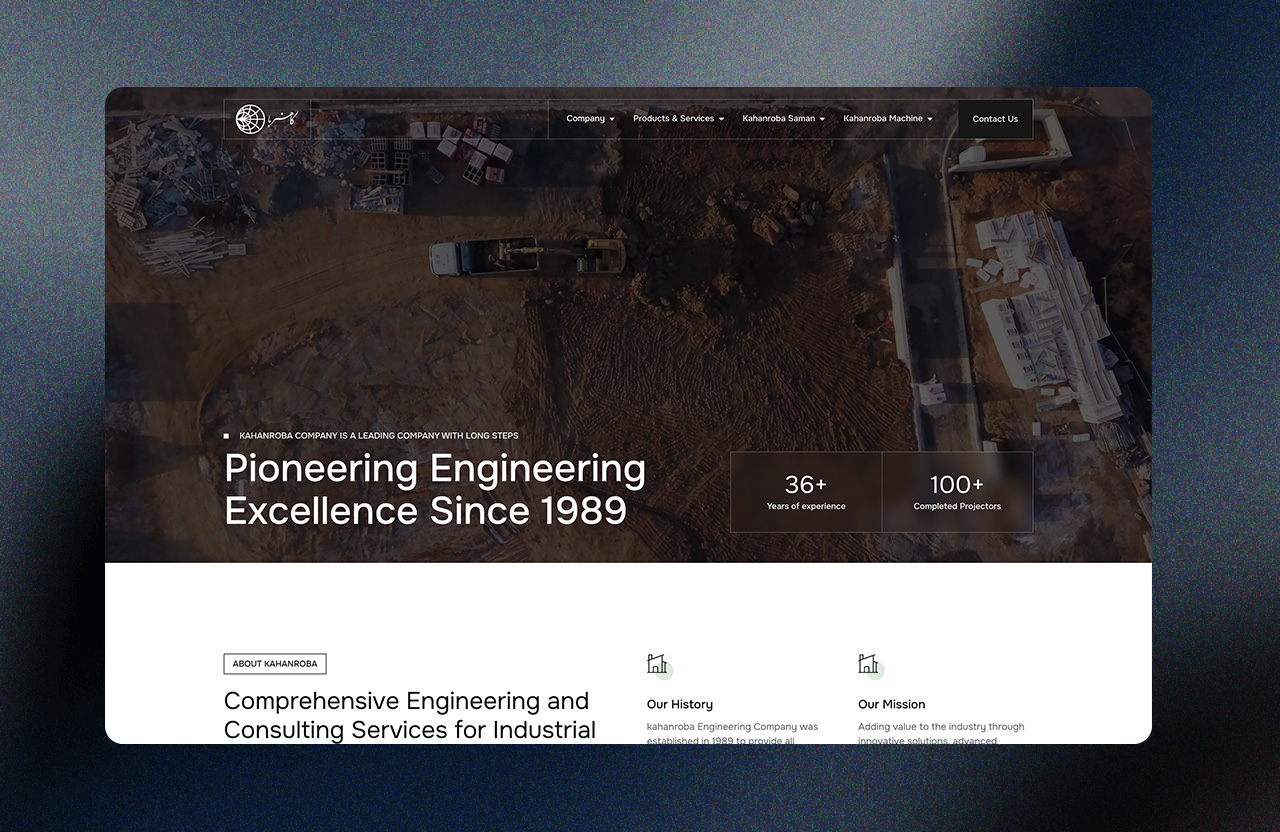 کاهنربا
Company
Products & Services
Kahanroba Saman
Kahanroba Machine
Contact Us
KAHANROBA COMPANY IS A LEADING COMPANY WITH LONG STEPS
Pioneering Engineering
Excellence Since 1989
36+
Years of experience
100+
Completed Projectors
ABOUT KAHANROBA
Comprehensive Engineering and
Consulting Services for Industrial
Our History
kahanroba Engineering Company was
established in 1989 to provide all
Our Mission
Adding value to the industry through
innovative solutions, advanced